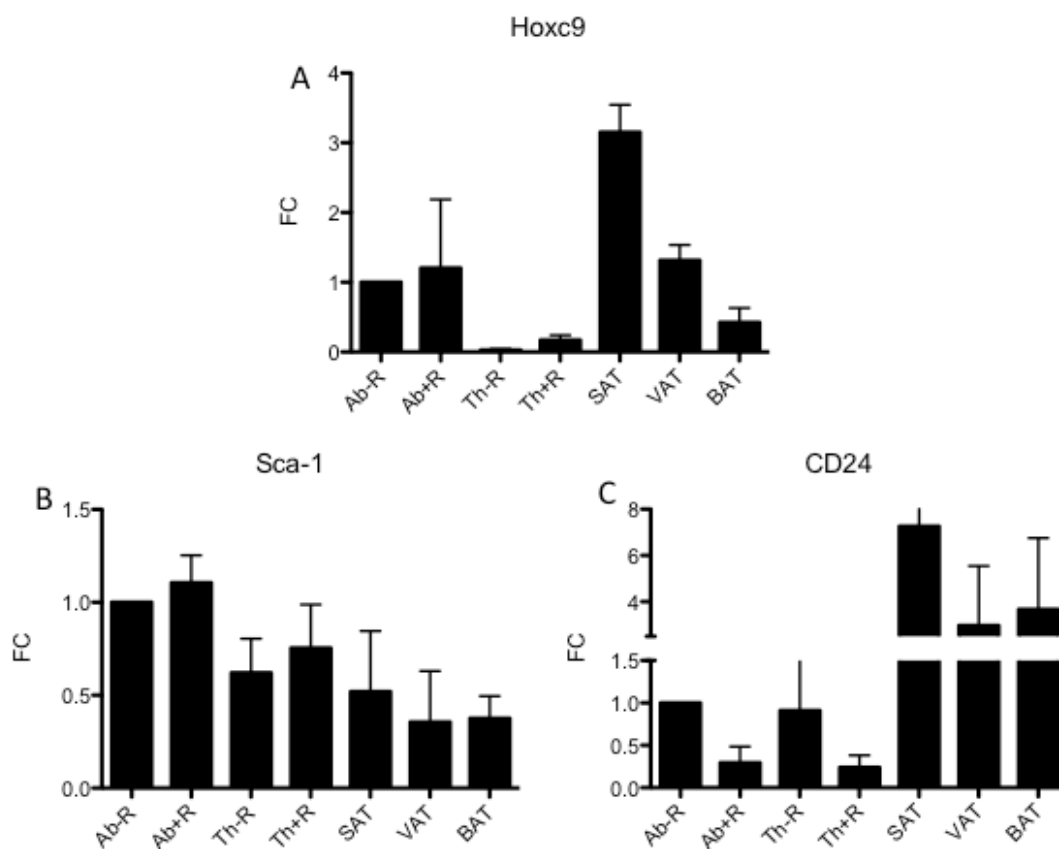 Hoxc9
A
4
3
2
1
0
FC
Ab-R
Ab+R
Th-R
Th+R
SAT
VAT
BAT
Sca-1
B
1.5
1.0
0.5
0.0
FC
Ab-R
Ab+R
Th-R
Th+R
SAT
VAT
BAT
CD24
C
8
6
4
1.5
1.0
0.5
0.0
FC
Ab-R
Ab+R
Th-R
Th+R
SAT
VAT
BAT